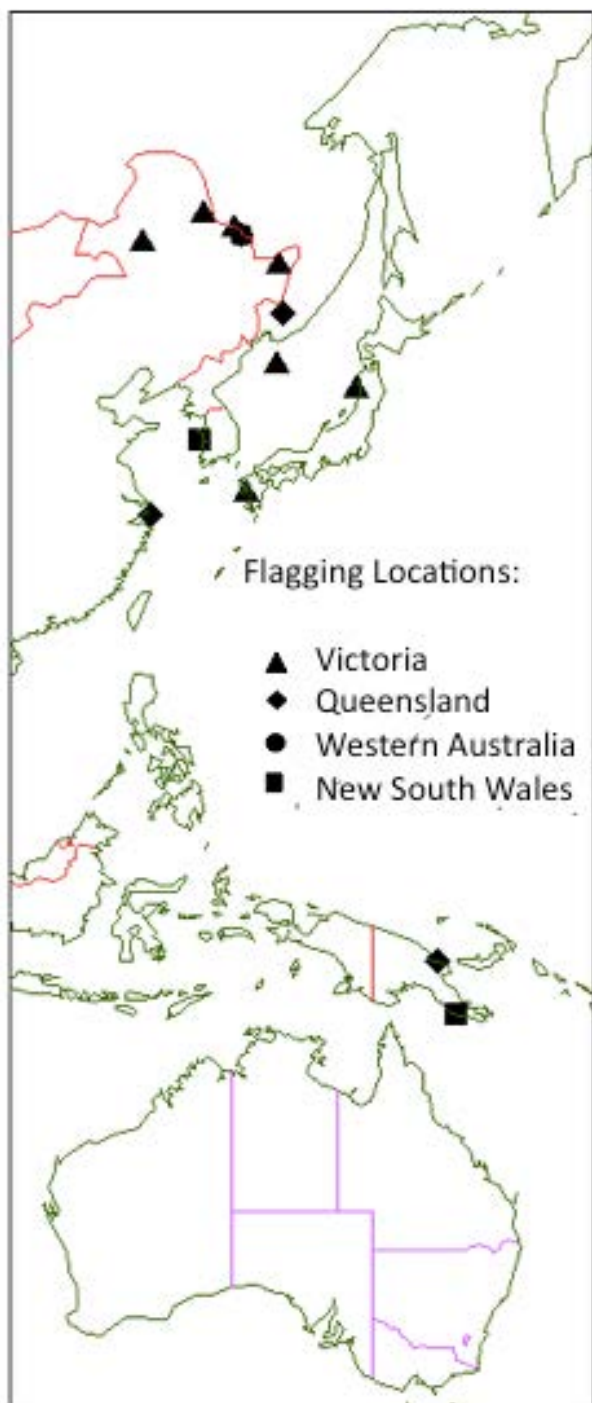 Flagging Locations:
Victoria
Queensland
Western Australia
New South Wales